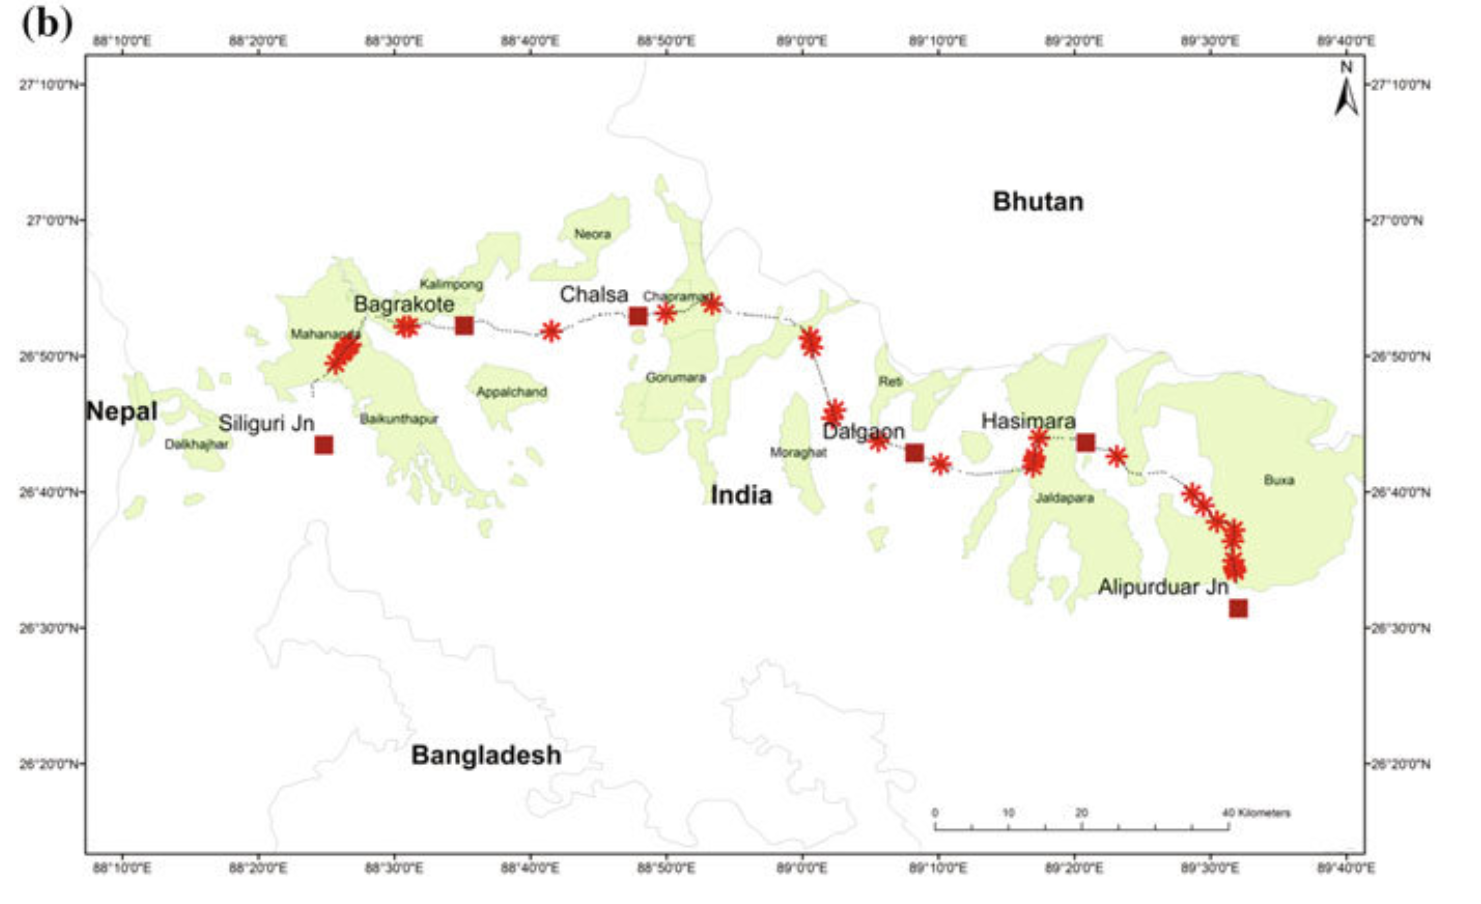 (b)
88°10'0"E 88°20'0"E 88°30'0"E 88°40'0"E 88°50'0"E 89°0'0"E 89°10'0"E 89°20'0"E 89°30'0"E 89°40'0"E
N
27°10'0"N 27°10'0"N
Bhutan
27°0'0"N 27°0'0"N
Neora
Kalimpong
Chalsa Chapramari
Bagrakote
Mahananda
26°50'0"N 26°50'0"N
Gorumara Reti
Appalchand
Nepal Baikunthapur
Siliguri Jn Hasimara
Dalgaon
Dalkhajhar Moraghat
Buxa
India Jaldapara
26°40'0"N 26°40'0"N
Alipurduar Jn
26°30'0"N 26°30'0"N
Bangladesh
26°20'0"N 26°20'0"N
0 10 20 40 Kilometers
88°10'0"E 88°20'0"E 88°30'0"E 88°40'0"E 88°50'0"E 89°0'0"E 89°10'0"E 89°20'0"E 89°30'0"E 89°40'0"E